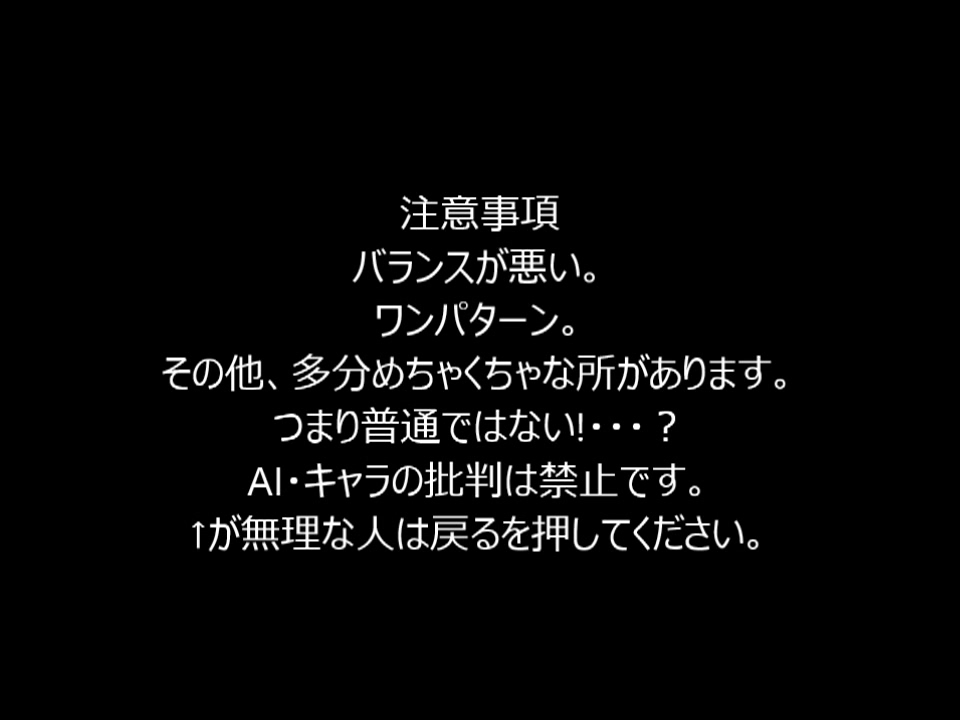 注意事項
バランスが悪い。
ワンパターン。
その他、多分めちゃくちゃな所があります。
つまり普通ではない!・・・？
AI・キャラの批判は禁止です。
↑が無理な人は戻るを押してください。